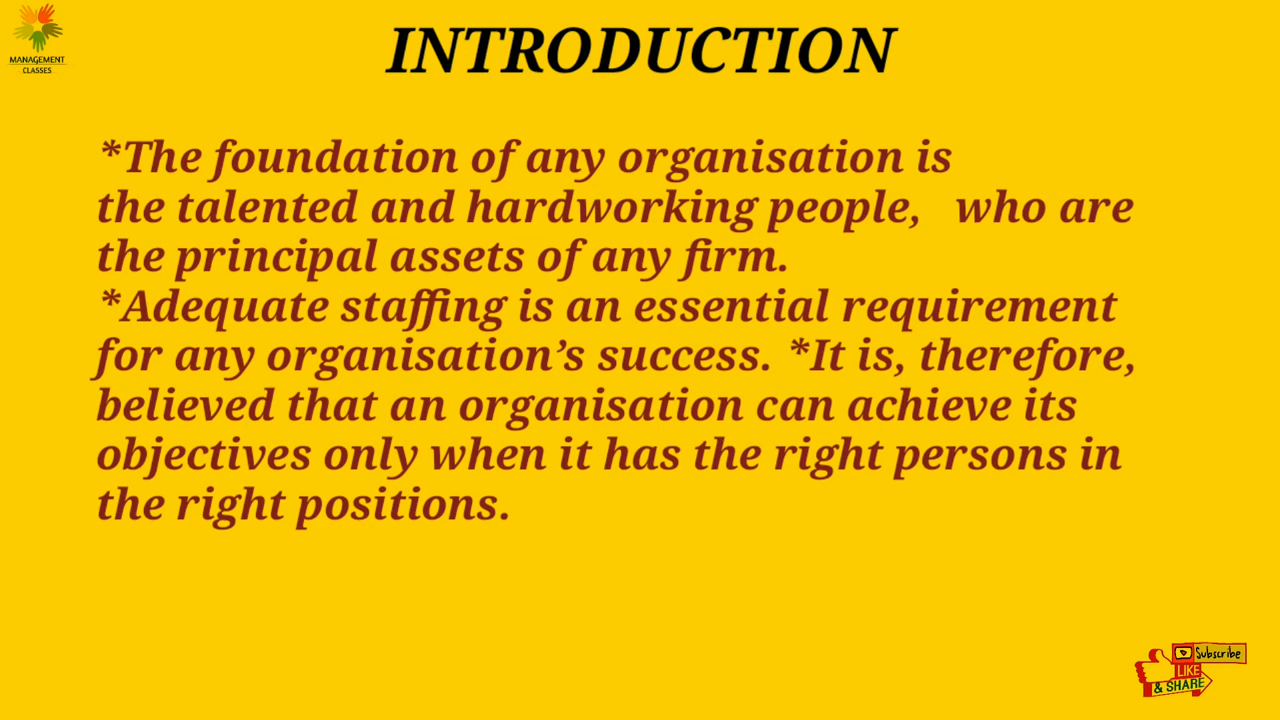 MANAGEMENT
CLASSES
INTRODUCTION
*The foundation of any organisation is
the talented and hardworking people,   who are
the principal assets of any firm.
*Adequate staffing is an essential requirement
for any organisation’s success. *It is, therefore,
believed that an organisation can achieve its
objectives only when it has the right persons in
the right positions.
Subscribe
LIKE
& SHARE